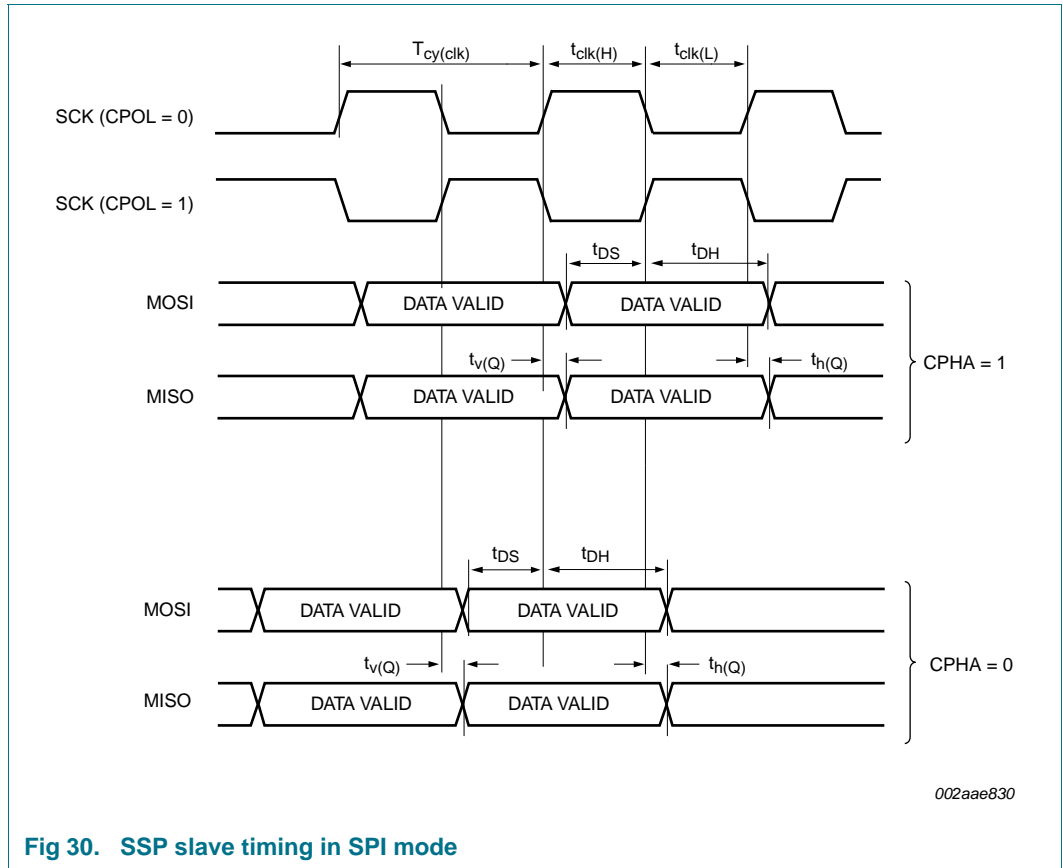 Tcy(clk) tclk(H) tclk(L)
SCK (CPOL = 0)
SCK (CPOL = 1)
tDS tDH
MOSI DATA VALID DATA VALID
tv(Q) th(Q)
CPHA = 1
MISO DATA VALID DATA VALID
tDS tDH
MOSI DATA VALID DATA VALID
tv(Q) th(Q)
CPHA = 0
MISO DATA VALID DATA VALID
002aae830
Fig 30. SSP slave timing in SPI mode